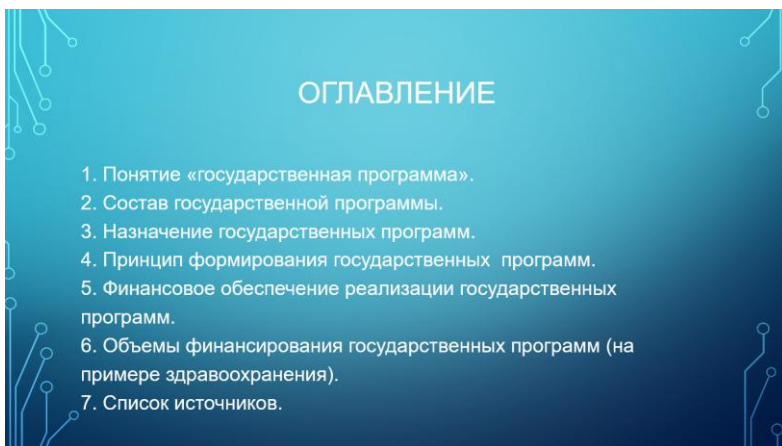 ОГЛАВЛЕНИЕ
1. Понятие «государственная программа».
2. Состав государственной программы.
3. Назначение государственных программ.
4. Принцип формирования государственных  программ.
5. Финансовое обеспечение реализации государственных
программ.
6. Объемы финансирования государственных программ (на
примере здравоохранения).
7. Список источников.